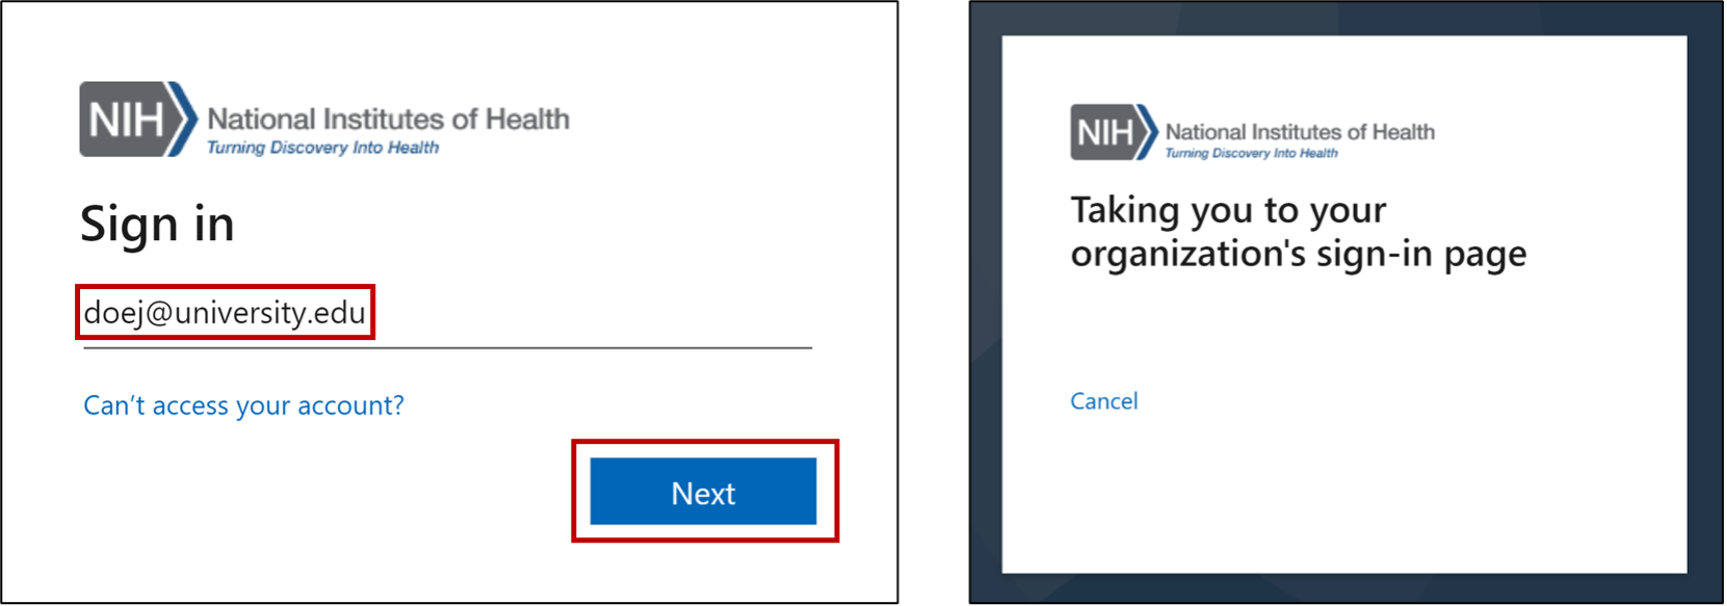 NIH National Institutes of Health
Turning Discovery Into Health
Sign in
doej@university.edu
Can’t access your account?
Next
NIH National Institutes of Health
Turning Discovery Into Health
Taking you to your
organization's sign-in page
Cancel